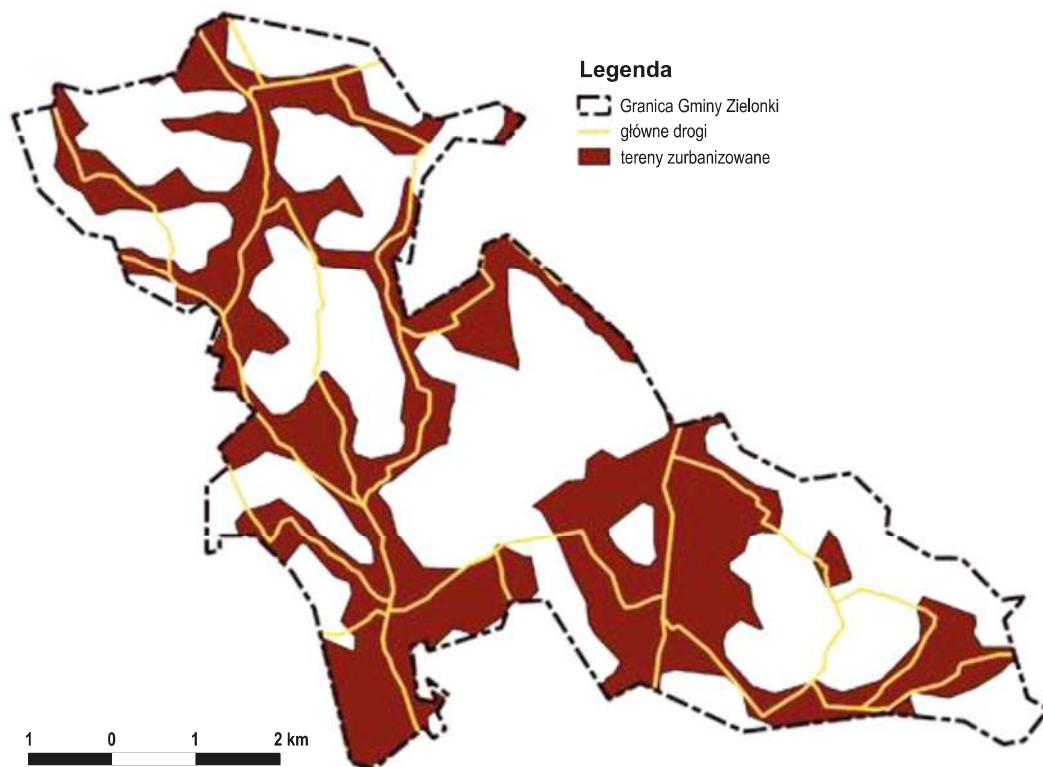 Legenda
Granica Gminy Zielonki
główne drogi
tereny zurbanizowane
1 0 1 2 km